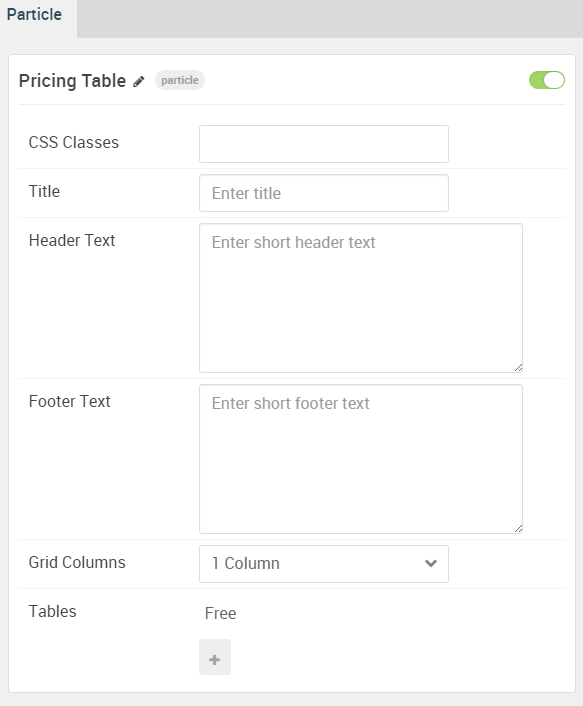 Particle
Pricing Table particle
CSS Classes
Title Enter title
Header Text Enter short header text
Footer Text Enter short footer text
Grid Columns 1 Column
Tables Free
+